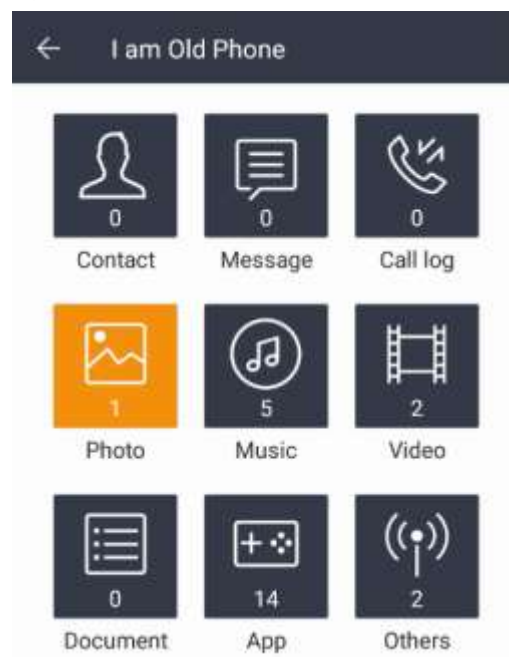 I am Old Phone
0 0 0
Contact Message Call log
1 5 2
Photo Music Video
0 14 2
Document App Others